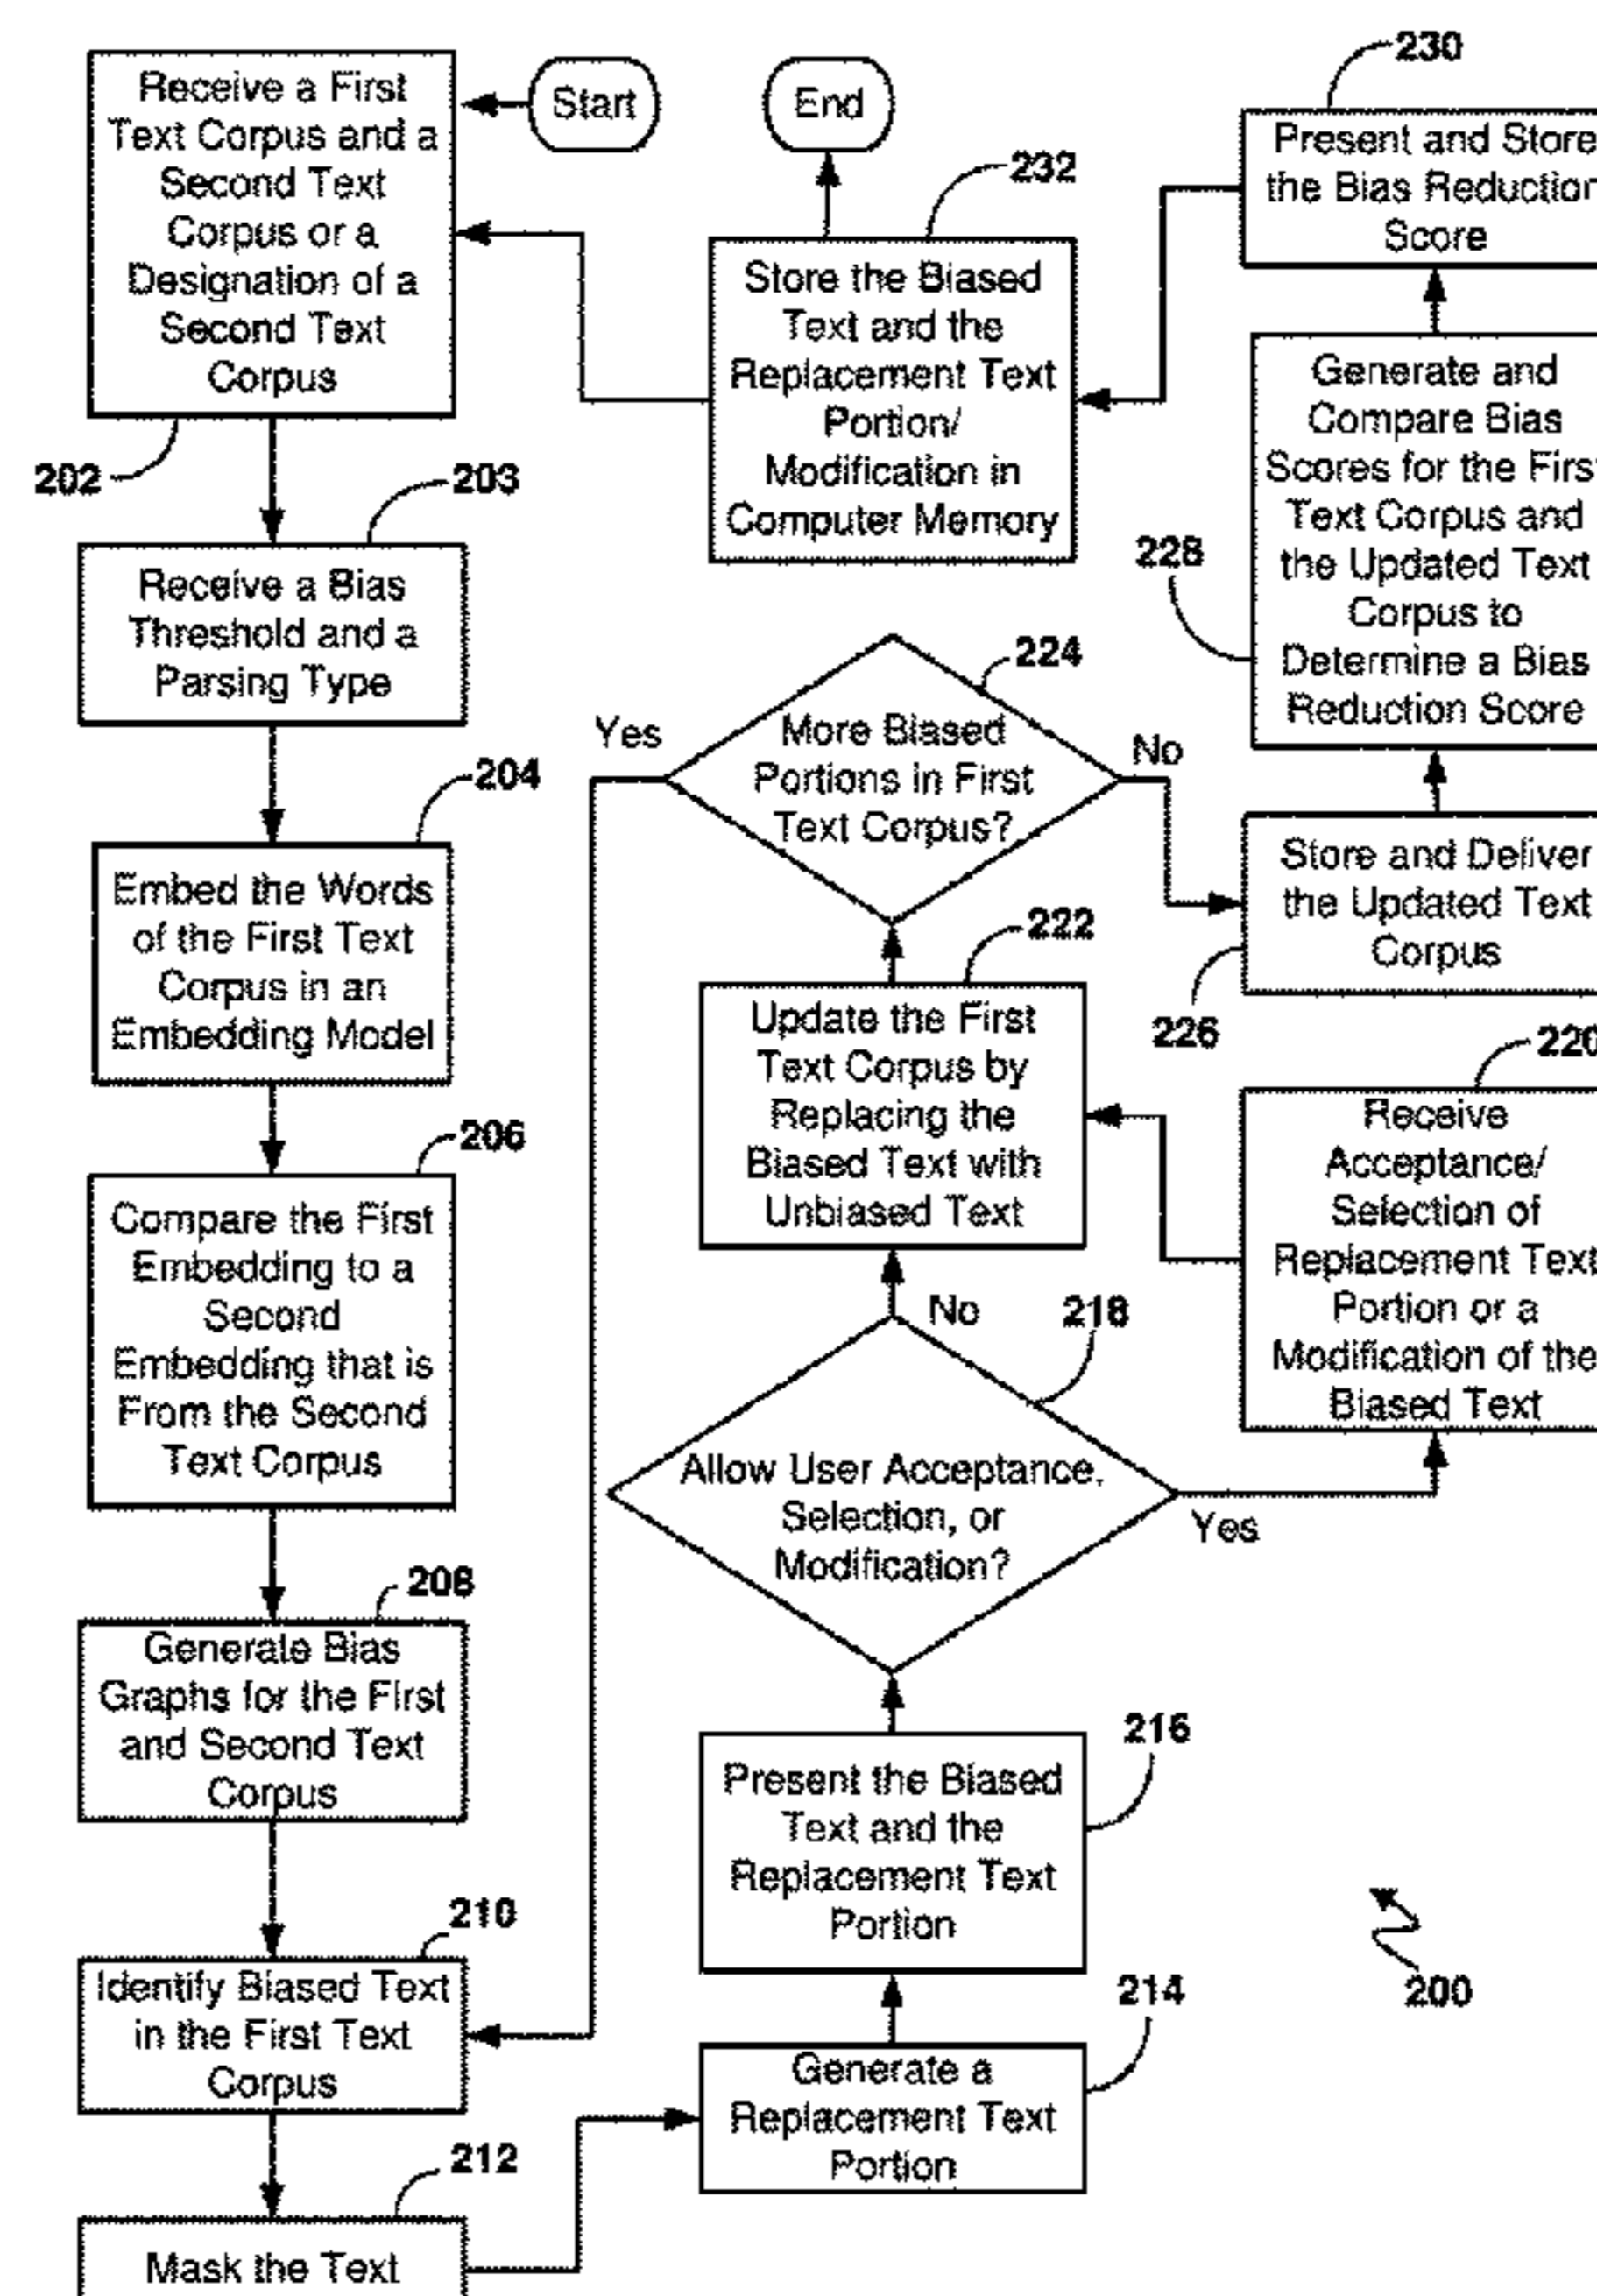 Start
Receive a First
Text Corpus and a
Second Text
Corpus or a
Designation of a
Second Text
Corpus
202
203
Receive a Bias
Threshold and a
Parsing Type
204
Embed the Words
of the First Text
Corpus in an
Embedding Model
206
Compare the First
Embedding to a
Second
Embedding that is
From the Second
Text Corpus
208
Generate Bias
Graphs for the First
and Second Text
Corpus
210
Identify Biased Text
in the First Text
Corpus
212
Mask the Text
214
Generate a
Replacement Text
Portion
216
Present the Biased
Text and the
Replacement Text
Portion
218
Allow User Acceptance,
Selection, or
Modification?
No
Yes
220
Receive
Acceptance/
Selection of
Replacement Text
Portion or a
Modification of the
Biased Text
222
Update the First
Text Corpus by
Replacing the
Biased Text with
Unbiased Text
224
More Biased
Portions in First
Text Corpus?
Yes
No
226
Store and Deliver
the Updated Text
Corpus
228
Generate and
Compare Bias
Scores for the First
Text Corpus and
the Updated Text
Corpus to
Determine a Bias
Reduction Score
230
Present and Store
the Bias Reduction
Score
232
Store the Biased
Text and the
Replacement Text
Portion/
Modification in
Computer Memory
End
200